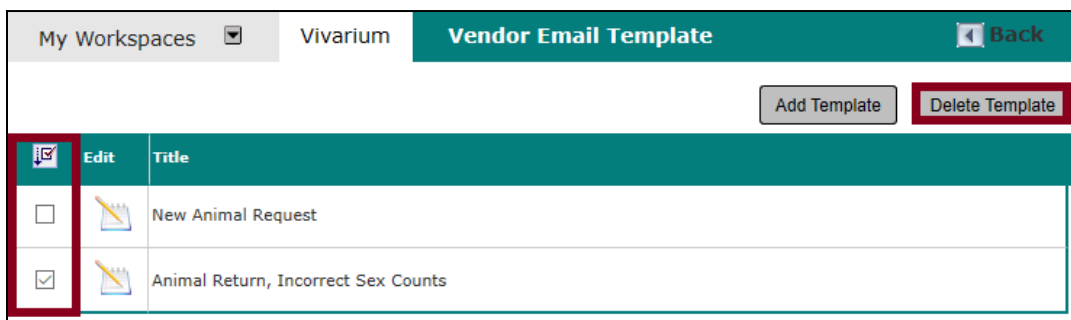 My Workspaces Vivarium Vendor Email Template Back
Add Template Delete Template
Edit Title
New Animal Request
Animal Return, Incorrect Sex Counts